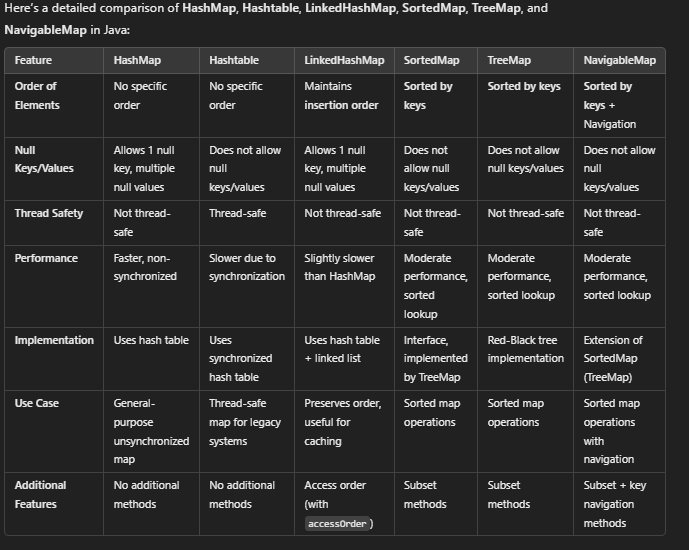 Here's a detailed comparison of HashMap, Hashtable, LinkedHashMap, SortedMap, TreeMap, and
NavigableMap in Java:
Feature HashMap Hashtable LinkedHashMap SortedMap TreeMap NavigableMap
Order of No specific No specific Maintains Sorted by Sorted by keys Sorted by
Elements order order insertion order keys keys +
Navigation
Null Allows 1 null Does not allow Allows 1 null Does not Does not allow Does not allow
Keys/Values key, multiple null key, multiple allow null null keys/values null
null values keys/values null values keys/values keys/values
Thread Safety Not thread- Thread-safe Not thread-safe Not thread- Not thread-safe Not thread-
safe safe safe
Performance Faster, non- Slower due to Slightly slower Moderate Moderate Moderate
synchronized synchronization than HashMap performance, performance, performance,
sorted sorted lookup sorted lookup
lookup
Implementation Uses hash table Uses Uses hash table Interface, Red-Black tree Extension of
synchronized + linked list implemented implementation SortedMap
hash table by TreeMap (TreeMap)
Use Case General- Thread-safe Preserves order, Sorted map Sorted map Sorted map
purpose map for legacy useful for operations operations operations
unsynchronized systems caching with
map navigation
Additional No additional No additional Access order Subset Subset Subset + key
Features methods methods (with methods methods navigation
accessOrder) methods